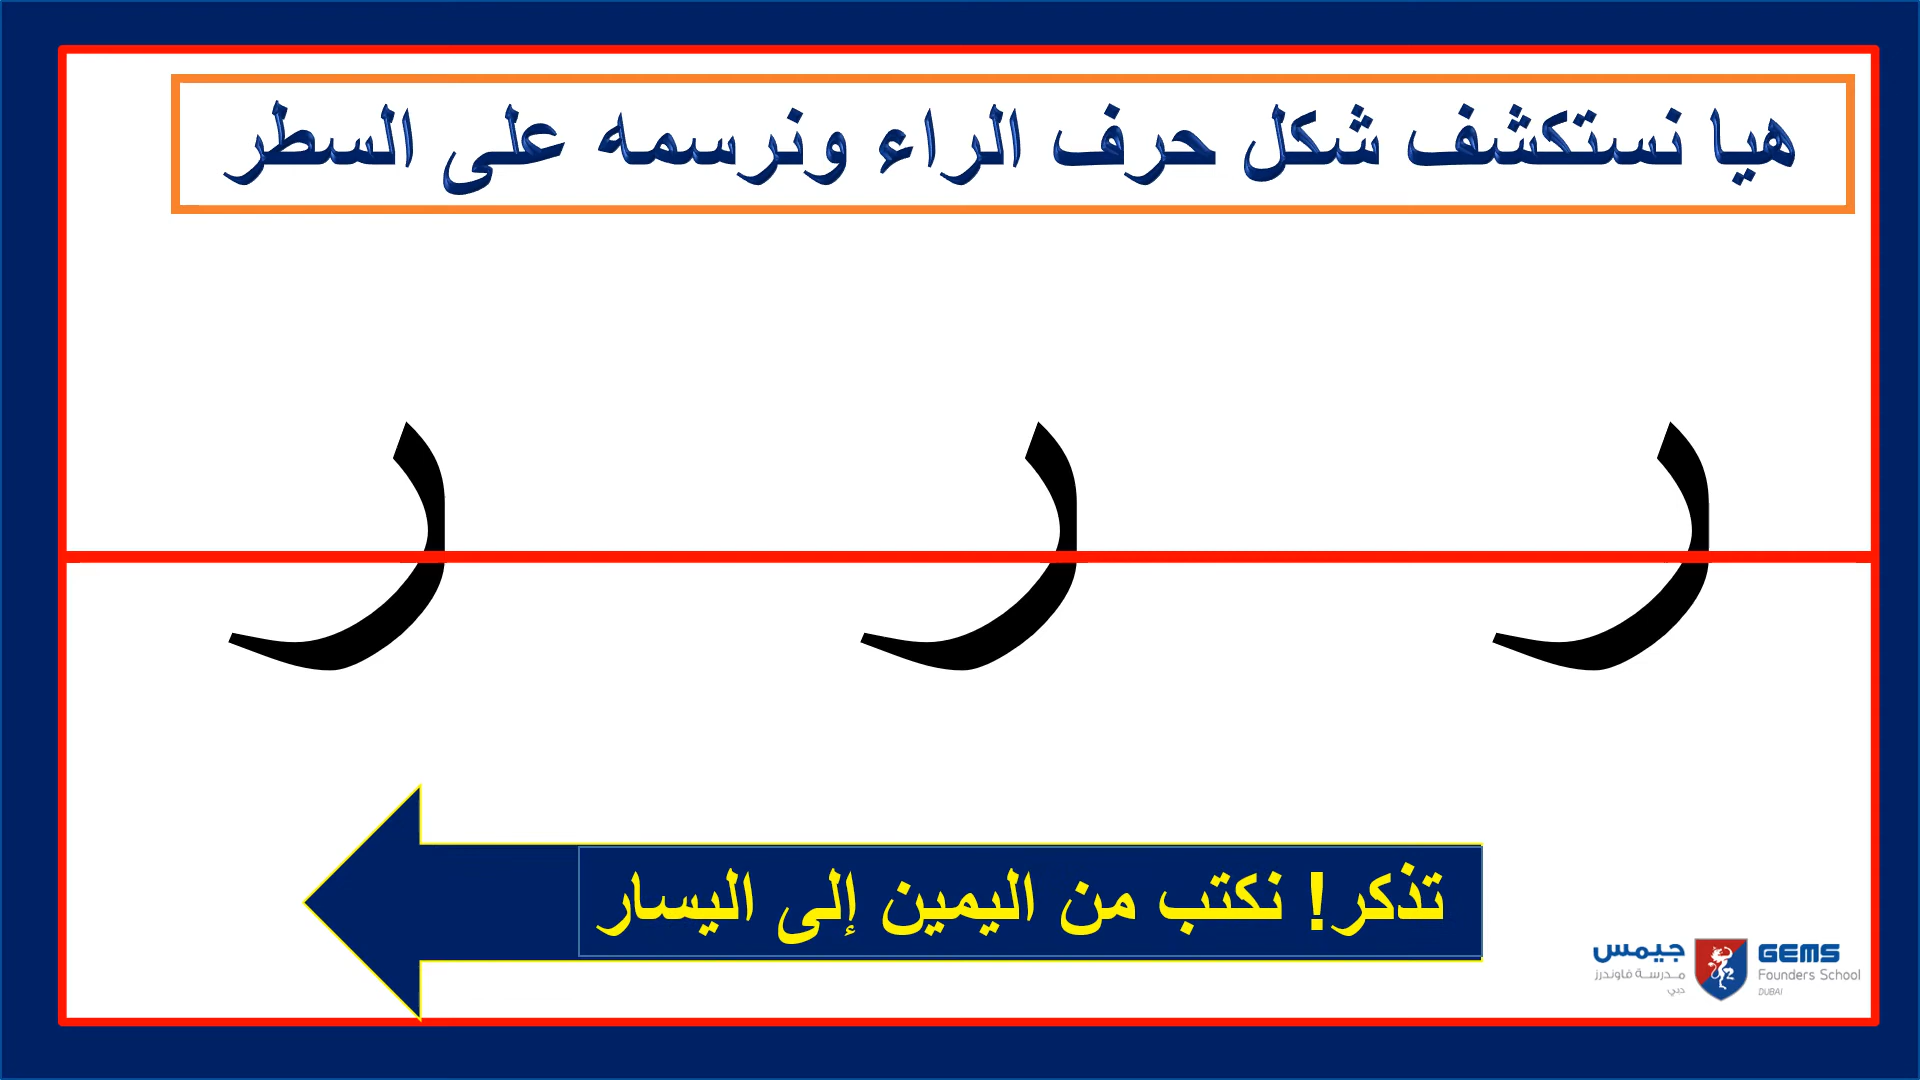 هيا نستكشف شكل حرف الراء ونرسمه على السطر
ر ر ر
تذكر! نكتب من اليمين إلى اليسار
جيمس
مدرسة فاوندرز
دبي
GEMS
Founders School
DUBAI